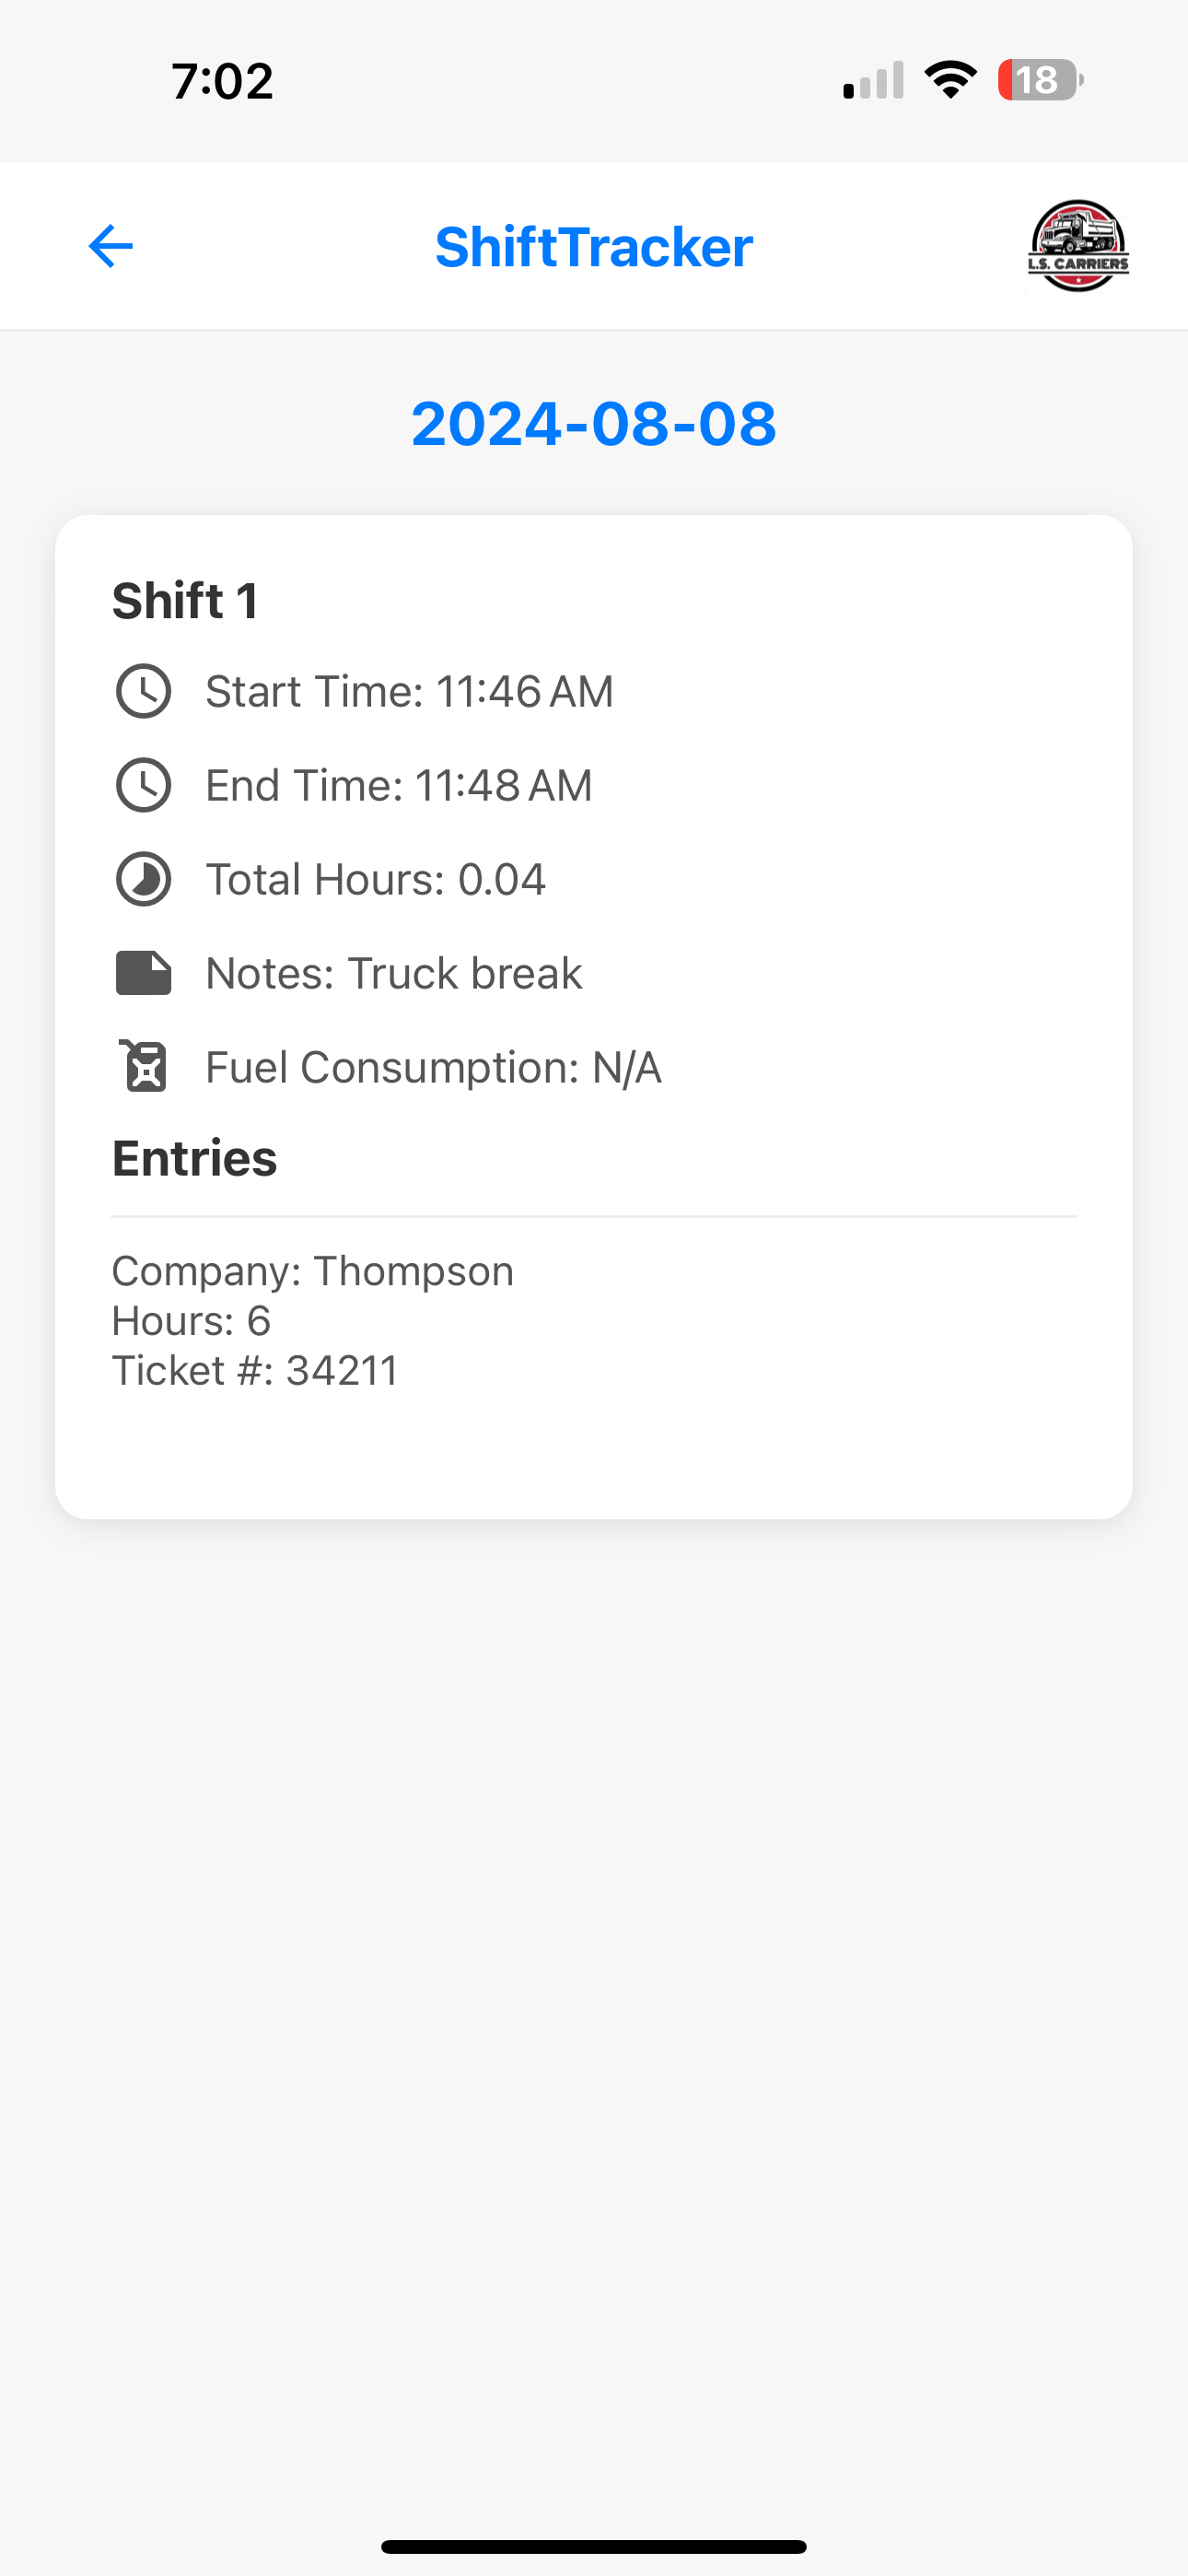 7:02
18
ShiftTracker
L.S. CARRIERS
2024-08-08
Shift 1
Start Time: 11:46 AM
End Time: 11:48 AM
Total Hours: 0.04
Notes: Truck break
Fuel Consumption: N/A
Entries
Company: Thompson
Hours: 6
Ticket #: 34211